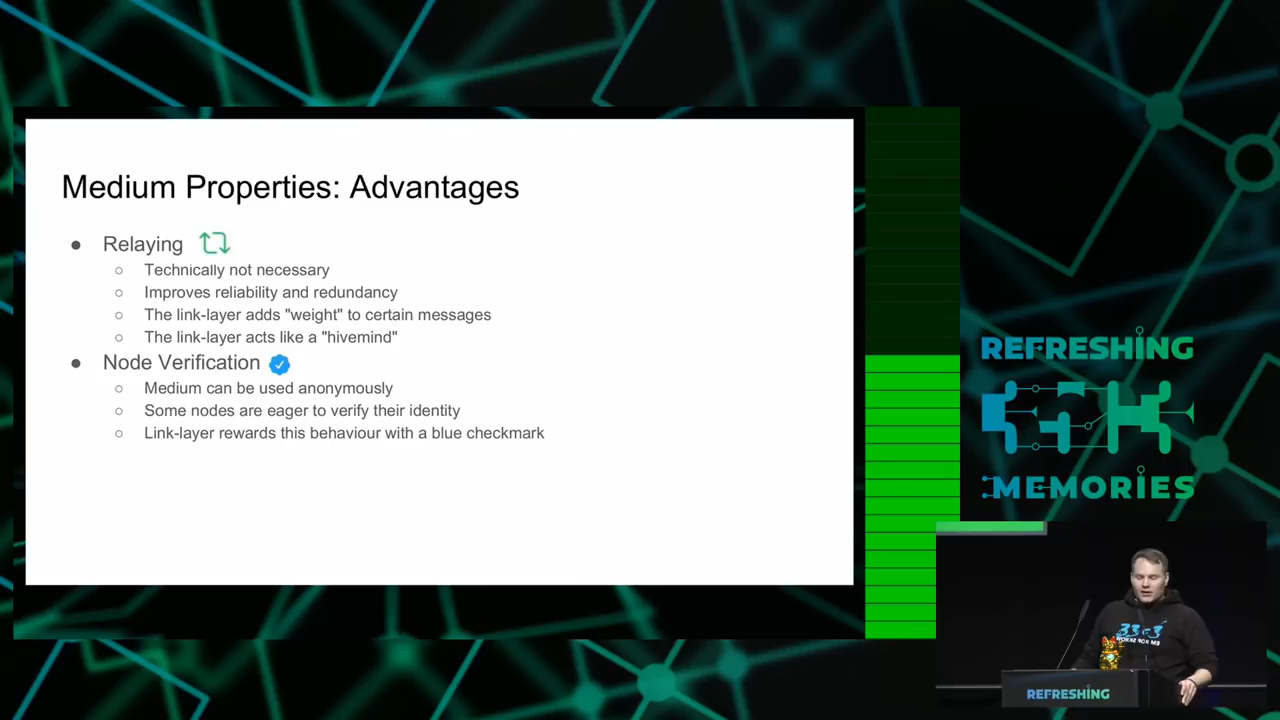 Medium Properties: Advantages
● Relaying
○ Technically not necessary
○ Improves reliability and redundancy
○ The link-layer adds "weight" to certain messages
○ The link-layer acts like a "hivemind"
● Node Verification
○ Medium can be used anonymously
○ Some nodes are eager to verify their identity
○ Link-layer rewards this behaviour with a blue checkmark
REFRESHING
MEMORIES
33c3
REFRESHING